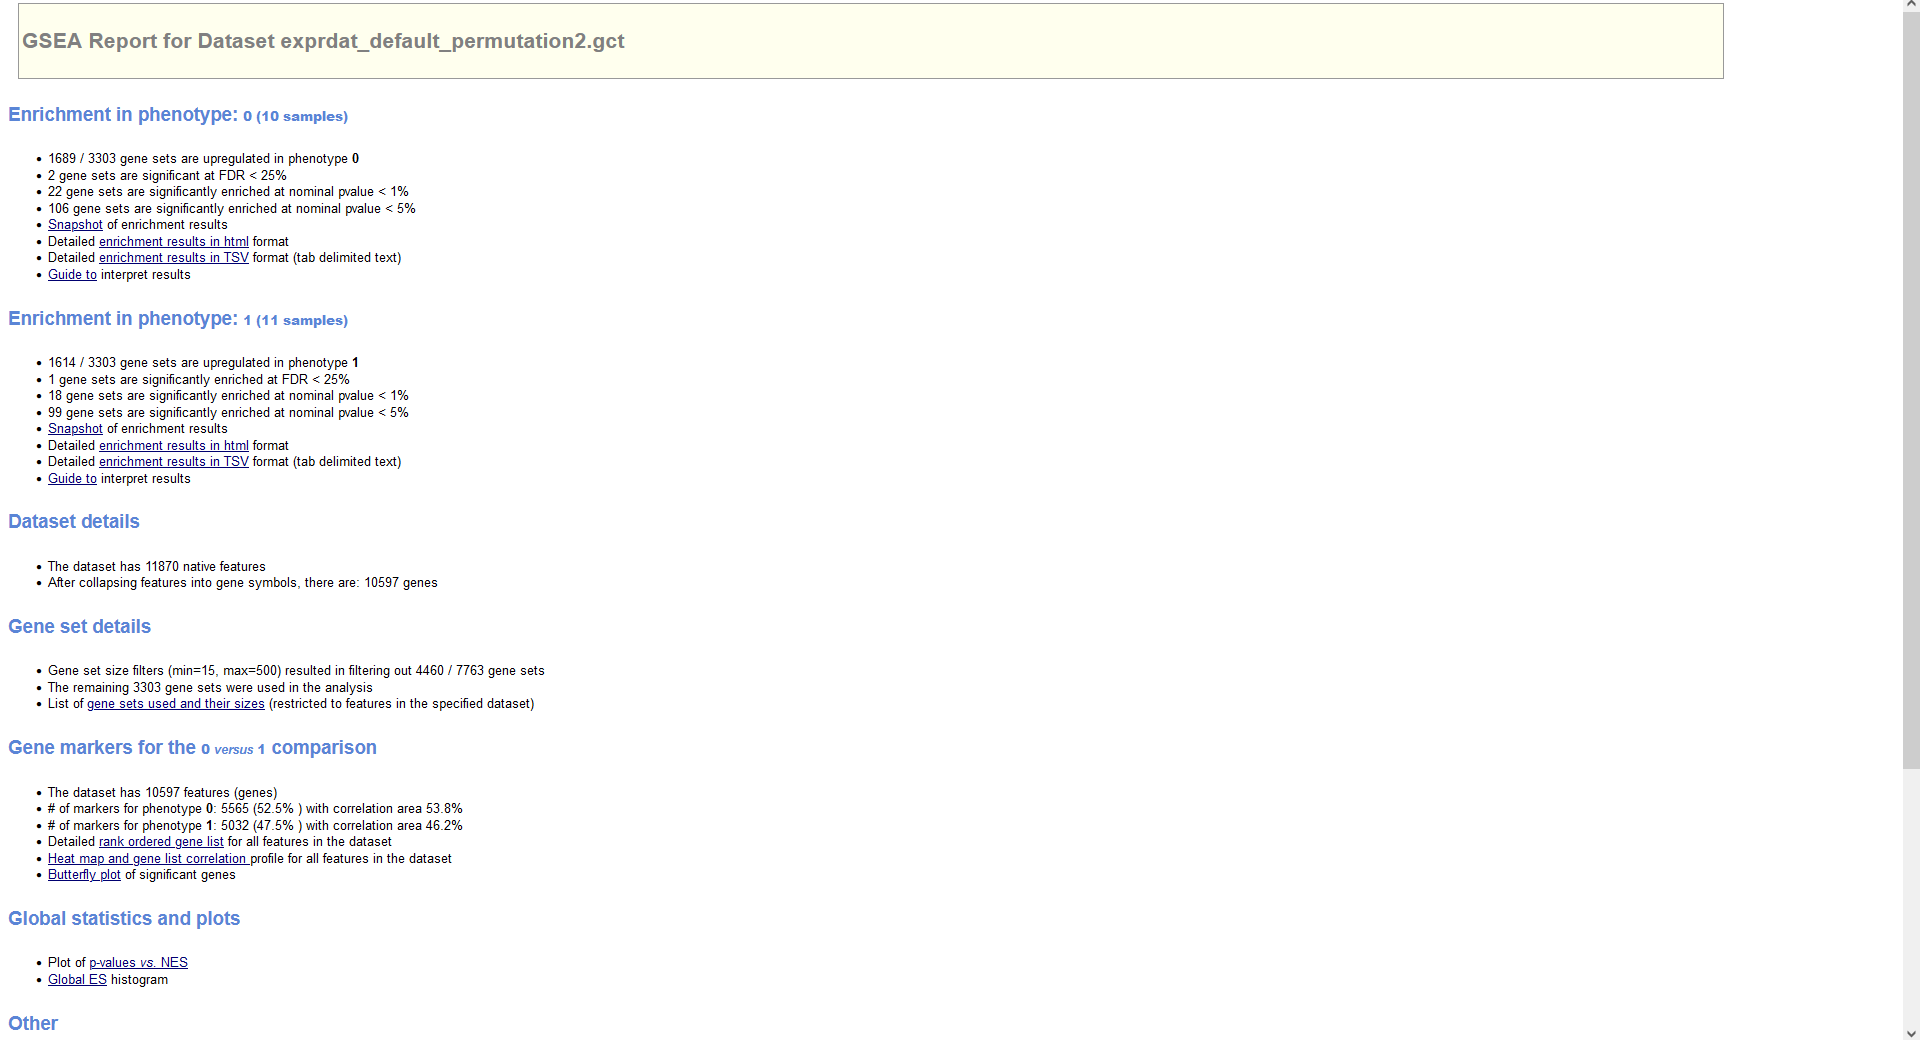 GSEA Report for Dataset exprdat_default_permutation2.gct
Enrichment in phenotype: 0 (10 samples)
• 1689 / 3303 gene sets are upregulated in phenotype 0
• 2 gene sets are significant at FDR < 25%
• 22 gene sets are significantly enriched at nominal pvalue < 1%
• 106 gene sets are significantly enriched at nominal pvalue < 5%
• Snapshot of enrichment results
• Detailed enrichment results in html format
• Detailed enrichment results in TSV format (tab delimited text)
• Guide to interpret results
Enrichment in phenotype: 1 (11 samples)
• 1614 / 3303 gene sets are upregulated in phenotype 1
• 1 gene sets are significantly enriched at FDR < 25%
• 18 gene sets are significantly enriched at nominal pvalue < 1%
• 99 gene sets are significantly enriched at nominal pvalue < 5%
• Snapshot of enrichment results
• Detailed enrichment results in html format
• Detailed enrichment results in TSV format (tab delimited text)
• Guide to interpret results
Dataset details
• The dataset has 11870 native features
• After collapsing features into gene symbols, there are: 10597 genes
Gene set details
• Gene set size filters (min=15, max=500) resulted in filtering out 4460 / 7763 gene sets
• The remaining 3303 gene sets were used in the analysis
• List of gene sets used and their sizes (restricted to features in the specified dataset)
Gene markers for the 0 versus 1 comparison
• The dataset has 10597 features (genes)
• # of markers for phenotype 0: 5565 (52.5% ) with correlation area 53.8%
• # of markers for phenotype 1: 5032 (47.5% ) with correlation area 46.2%
• Detailed rank ordered gene list for all features in the dataset
• Heat map and gene list correlation profile for all features in the dataset
• Butterfly plot of significant genes
Global statistics and plots
• Plot of p-values vs. NES
• Global ES histogram
Other